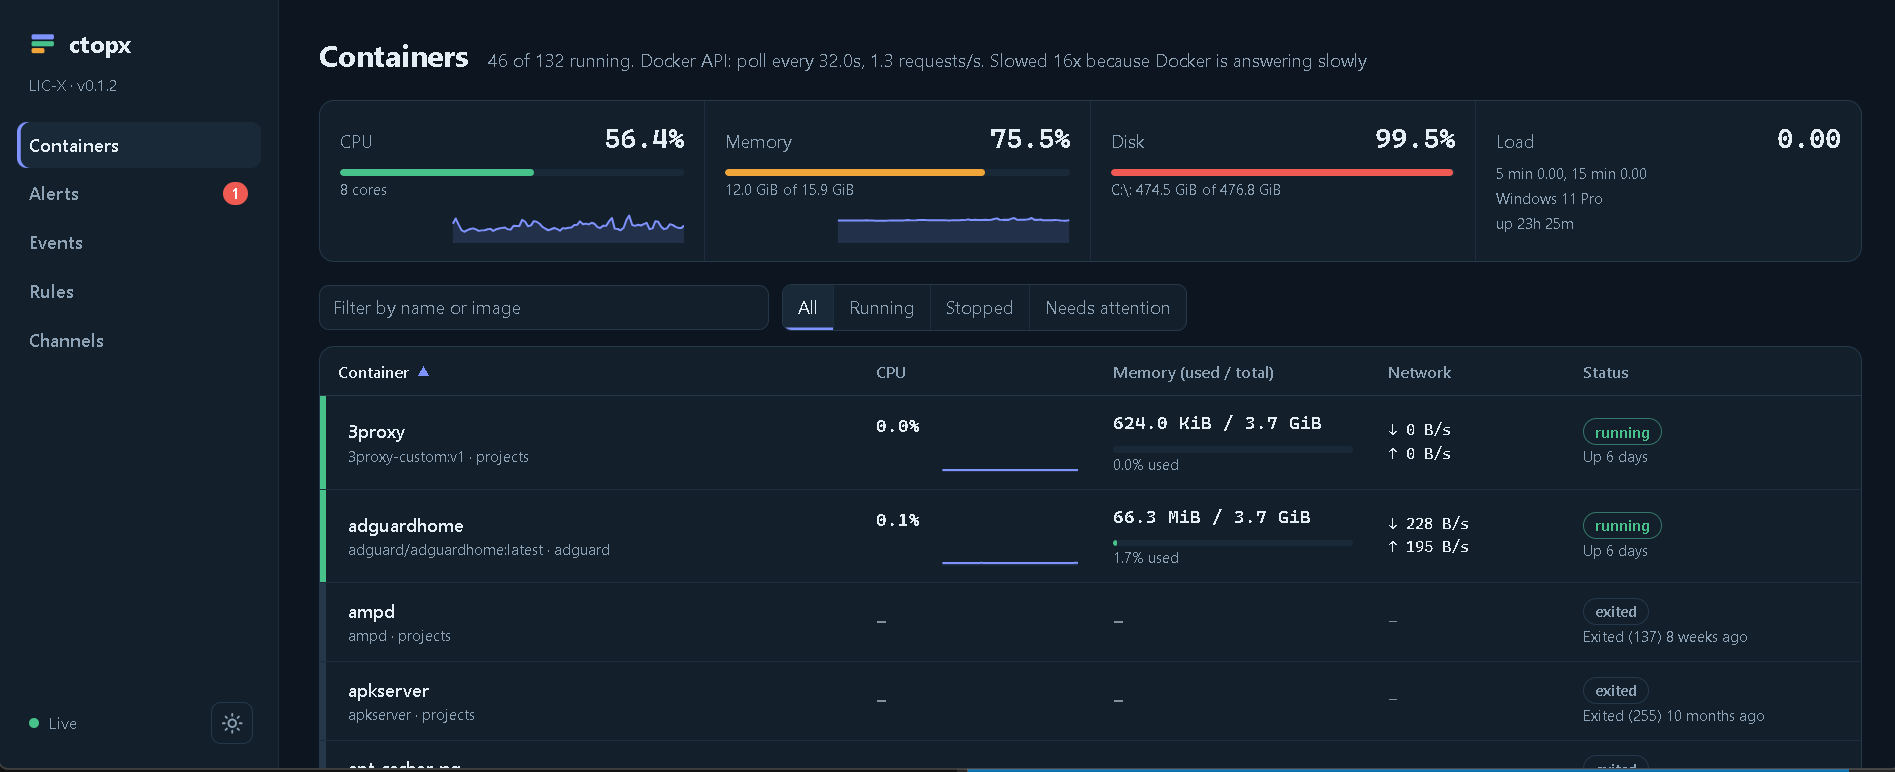 ctopx
LIC-X · v0.1.2
Containers
Alerts
1
Events
Rules
Channels
Live
Containers
46 of 132 running. Docker API: poll every 32.0s, 1.3 requests/s. Slowed 16x because Docker is answering slowly
CPU
56.4%
8 cores
Memory
75.5%
12.0 GiB of 15.9 GiB
Disk
99.5%
C:\: 474.5 GiB of 476.8 GiB
Load
0.00
5 min 0.00, 15 min 0.00
Windows 11 Pro
up 23h 25m
Filter by name or image
All
Running
Stopped
Needs attention
Container ▲ CPU Memory (used / total) Network Status
3proxy
3proxy-custom:v1 · projects
0.0%
624.0 KiB / 3.7 GiB
0.0% used
↓ 0 B/s
↑ 0 B/s
running
Up 6 days
adguardhome
adguard/adguardhome:latest · adguard
0.1%
66.3 MiB / 3.7 GiB
1.7% used
↓ 228 B/s
↑ 195 B/s
running
Up 6 days
ampd
ampd · projects
–
–
–
exited
Exited (137) 8 weeks ago
apkserver
apkserver · projects
–
–
–
exited
Exited (255) 10 months ago
exited